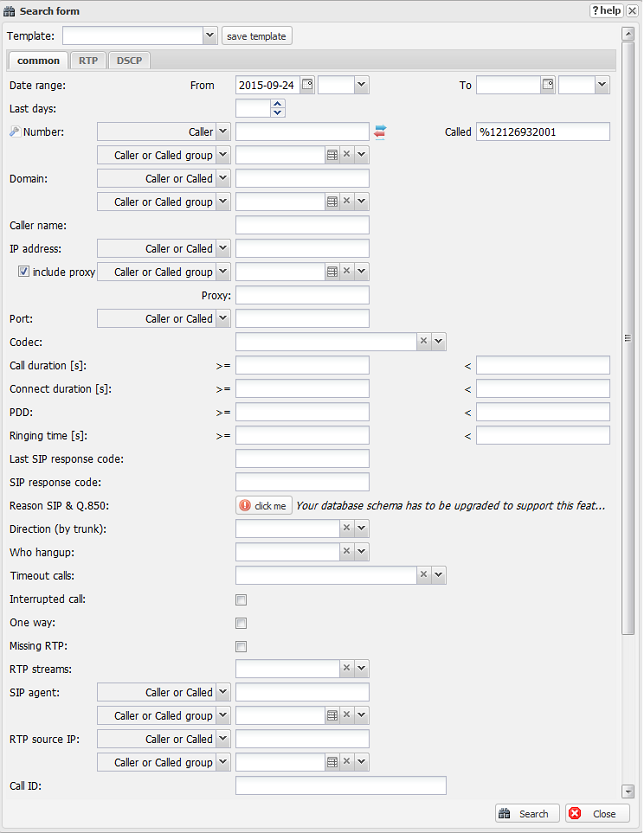 Search form ? help
Template: save template
common RTP DSCP
Date range: From 2015-09-24 To
Last days:
Number: Caller Called %12126932001
Caller or Called group
Domain: Caller or Called
Caller or Called group
Caller name:
IP address: Caller or Called
include proxy Caller or Called group
Proxy:
Port: Caller or Called
Codec:
Call duration [s]: >= <
Connect duration [s]: >= <
PDD: >= <
Ringing time [s]: >= <
Last SIP response code:
SIP response code:
Reason SIP & Q.850: click me Your database schema has to be upgraded to support this feat...
Direction (by trunk):
Who hangup:
Timeout calls:
Interrupted call:
One way:
Missing RTP:
RTP streams:
SIP agent: Caller or Called
Caller or Called group
RTP source IP: Caller or Called
Caller or Called group
Call ID:
Search Close